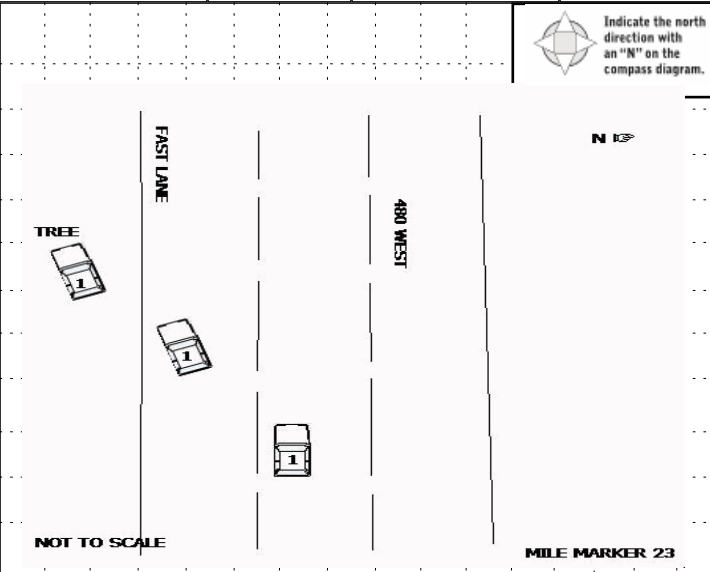 Indicate the north
direction with
an “N” on the
compass diagram.
N
FAST LANE
480 WEST
TREE
1
1
1
NOT TO SCALE
MILE MARKER 23